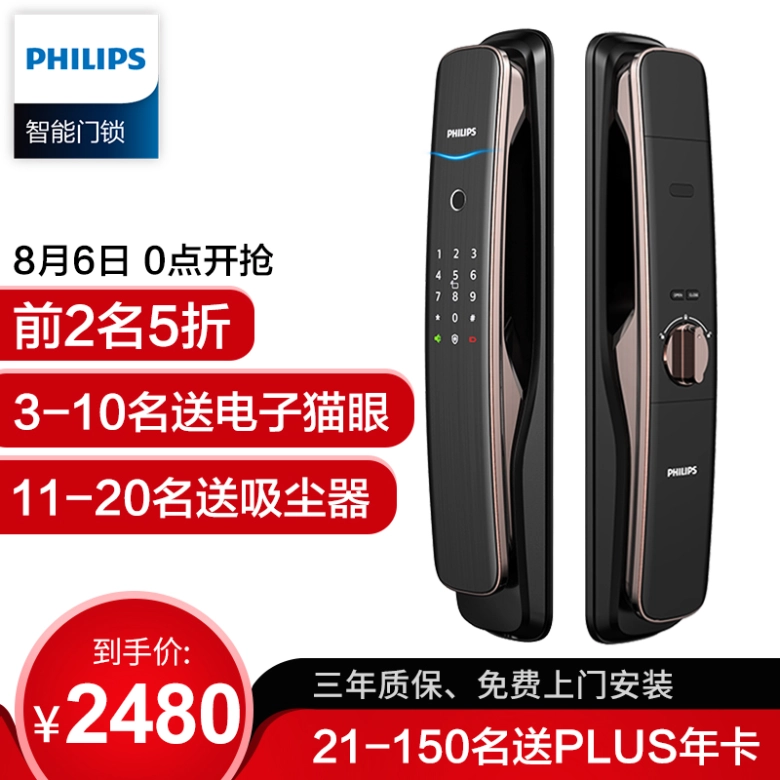 PHILIPS
智能门锁
8月6日 0点开抢
前2名5折
3-10名送电子猫眼
11-20名送吸尘器
到手价:
¥2480
三年质保、免费上门安装
21-150名送PLUS年卡
PHILIPS
1 2 3
4 5 6
7 8 9
* 0 #
OPEN CLOSE
PHILIPS